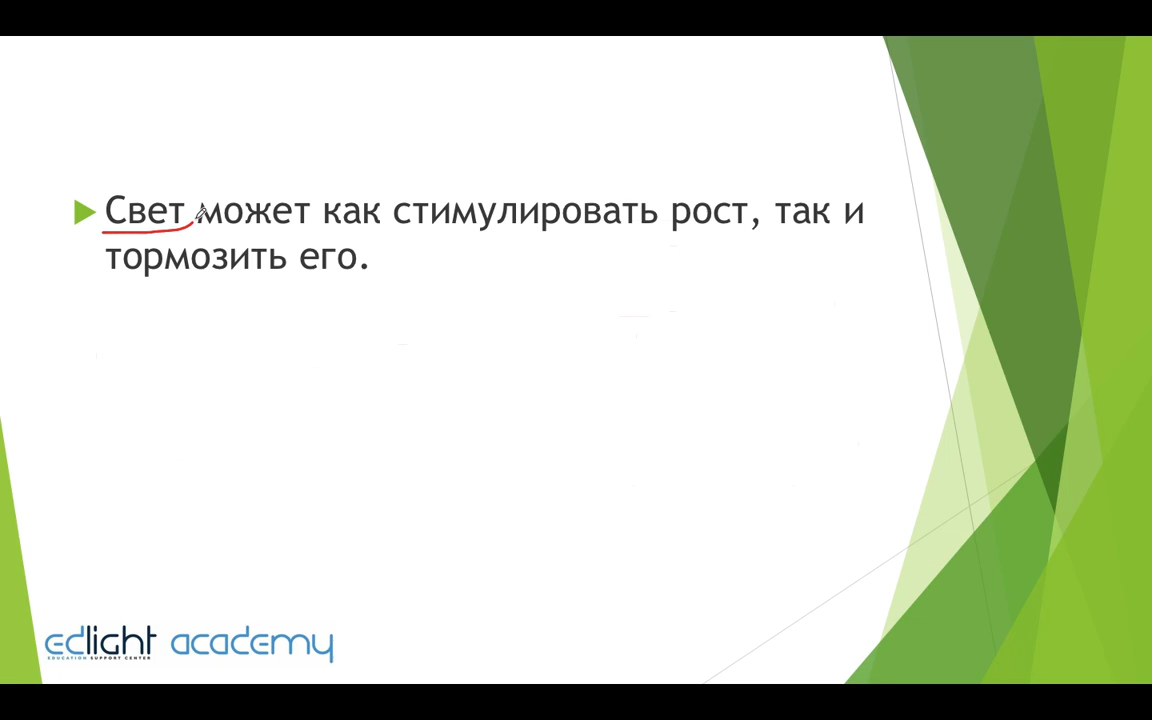 Свет может как стимулировать рост, так и
тормозить его.
edlight academy
EDUCATION SUPPORT CENTER